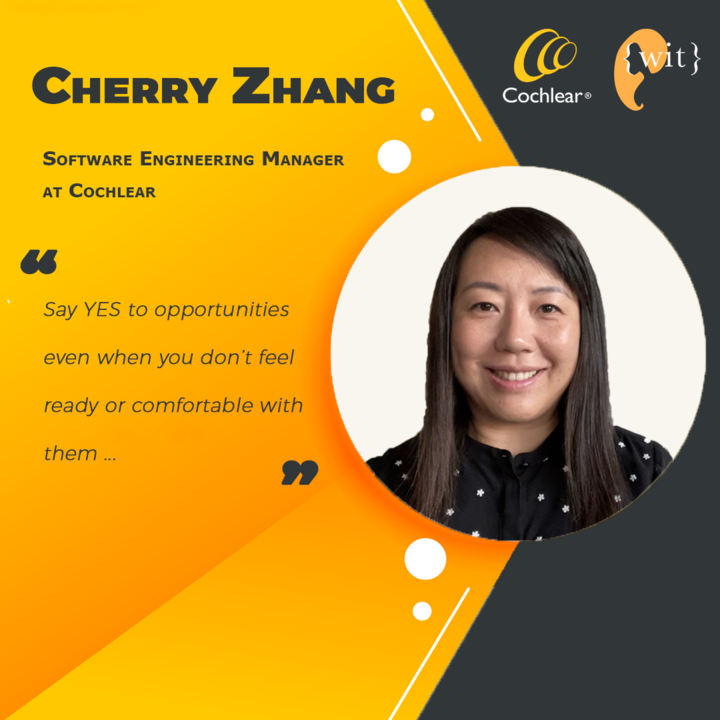 CHERRY ZHANG
SOFTWARE ENGINEERING MANAGER
AT COCHLEAR
“
Say YES to opportunities
even when you don’t feel
ready or comfortable with
them ...
”
Cochlear®
{wit}